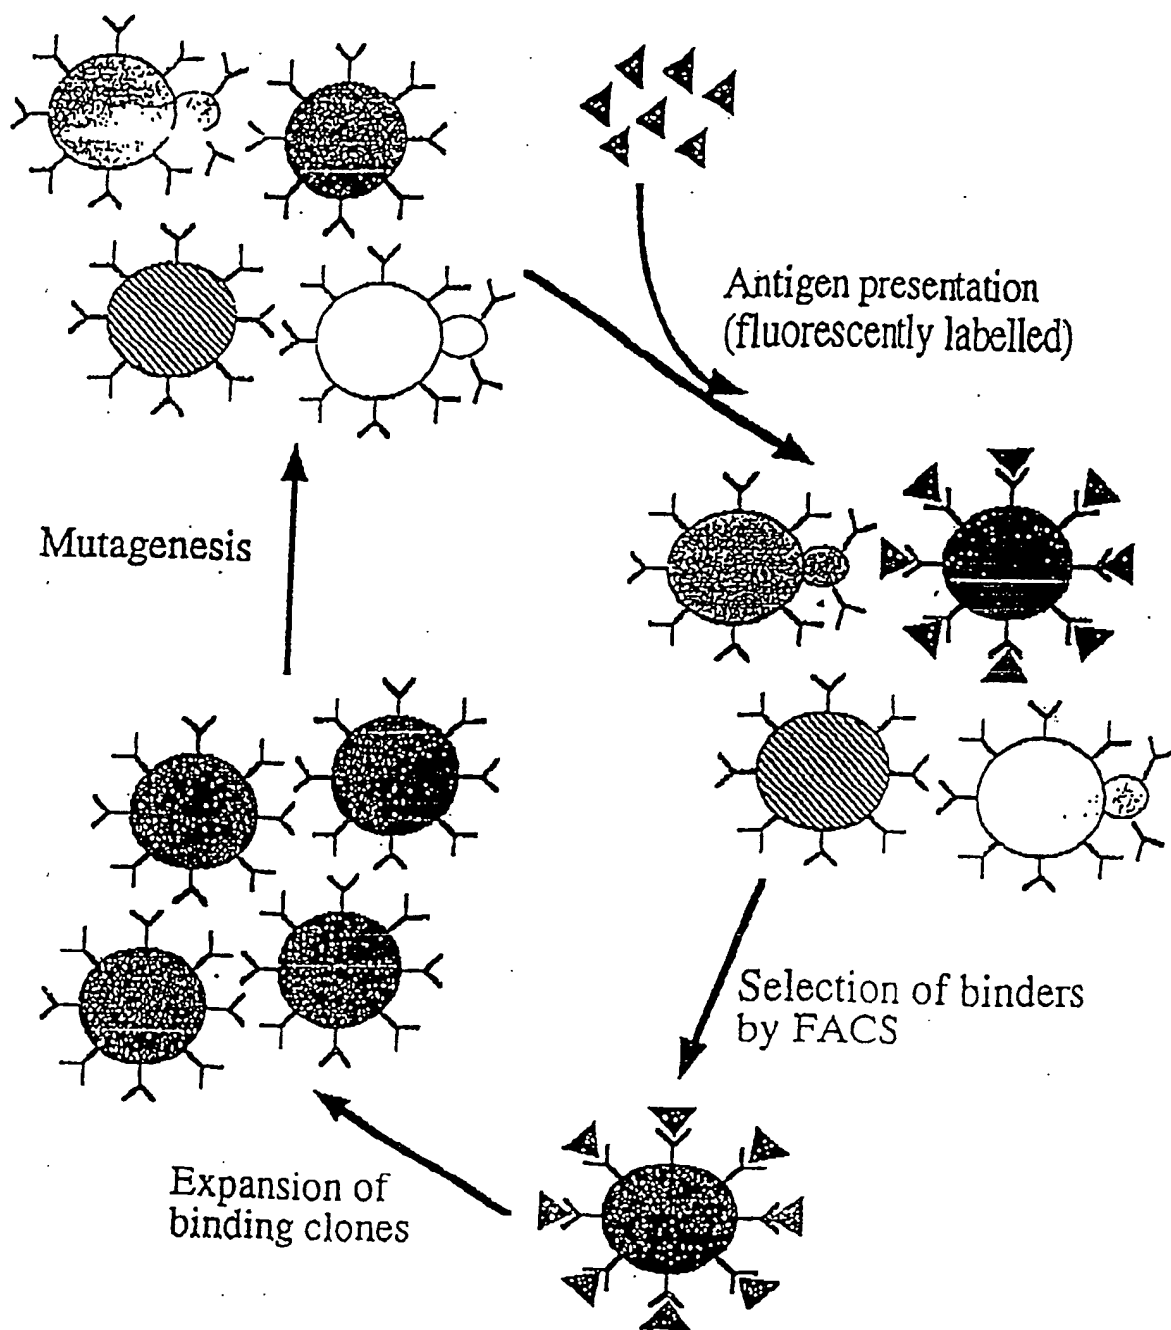 Antigen presentation
(fluorescently labelled)
Mutagenesis
Selection of binders
by FACS
Expansion of
binding clones